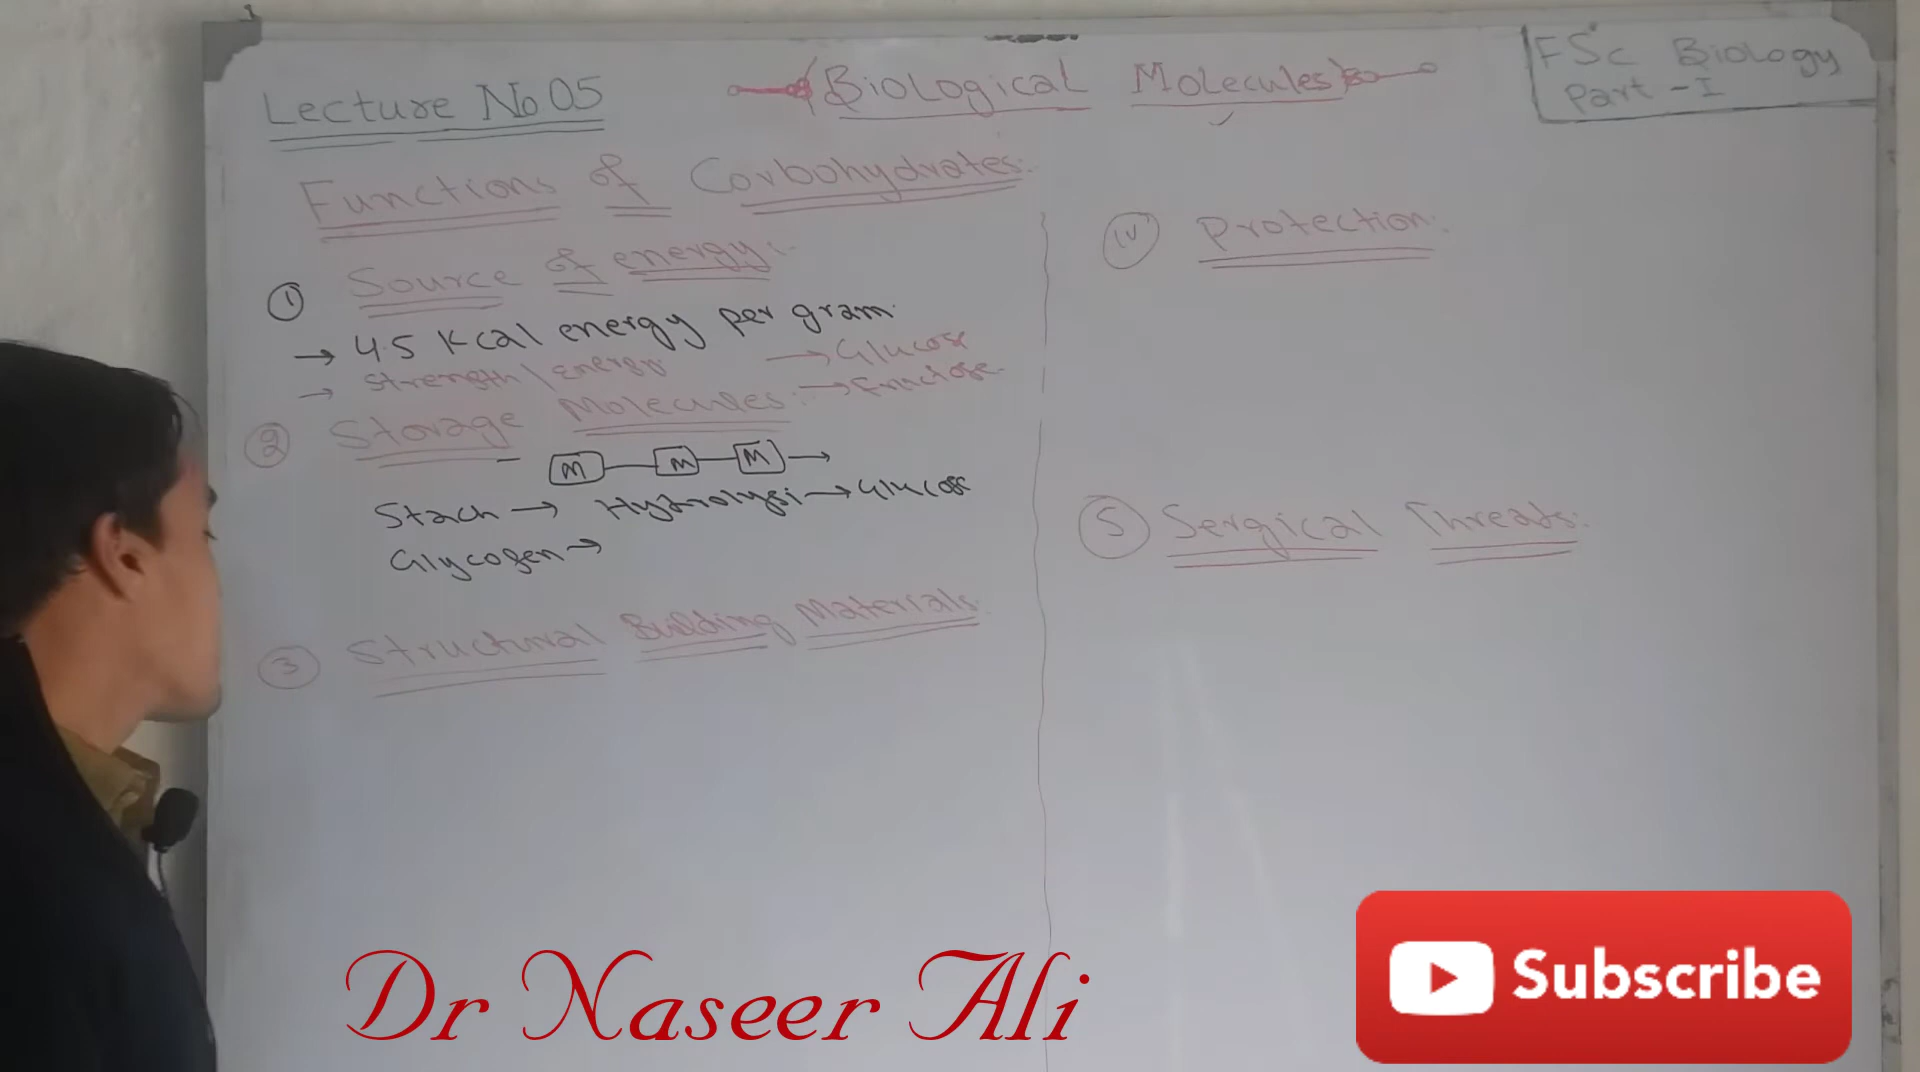 Lecture No 05
Biological Molecules
FSc Biology
Part - I
Functions of Carbohydrates:
① Source of energy:-
→ 4.5 Kcal energy per gram.
→ Strength / Energy → Glucose
→ Fructose
② Storage Molecules:
M M M →
Stach → Hydrolysi → Glucose
Glycogen →
③ Structural Building Materials:
IV Protection:
5 Sergical Threads:
Dr Naseer Ali
Subscribe